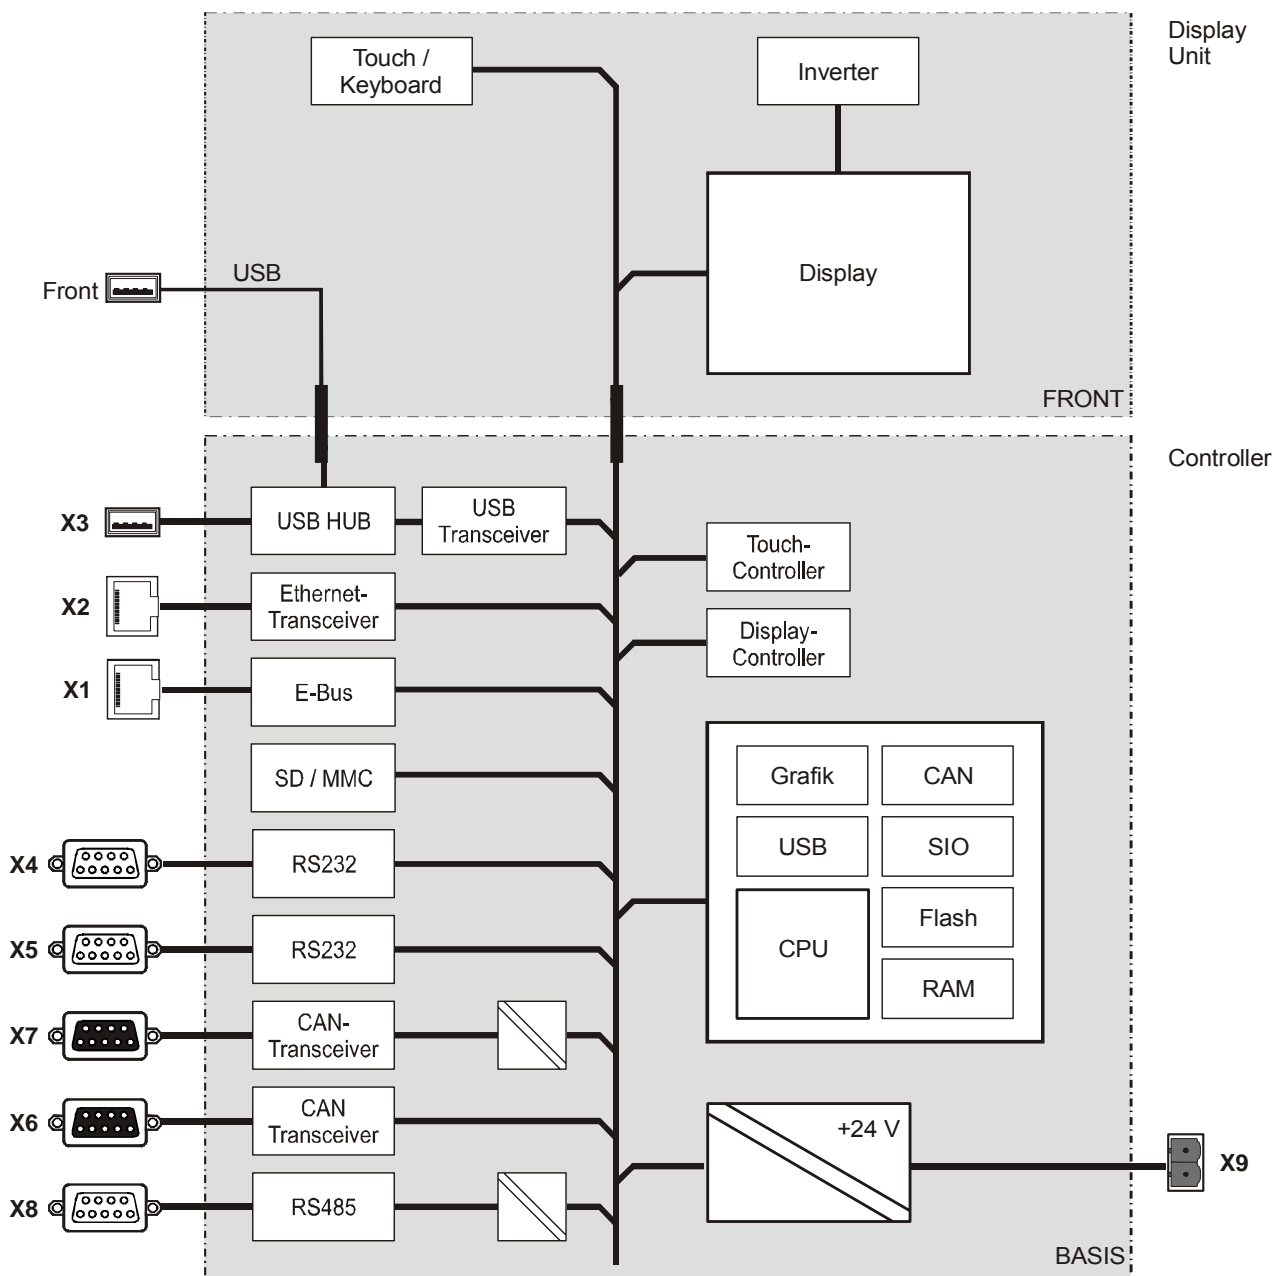 Display
Unit
Touch /
Keyboard
Inverter
Display
Front
USB
FRONT
Controller
X3
USB HUB
USB
Transceiver
Touch-
Controller
X2
Ethernet-
Transceiver
Display-
Controller
X1
E-Bus
SD / MMC
Grafik
CAN
USB
SIO
X4
RS232
Flash
CPU
X5
RS232
RAM
X7
CAN-
Transceiver
X6
CAN
Transceiver
+24 V
X9
X8
RS485
BASIS